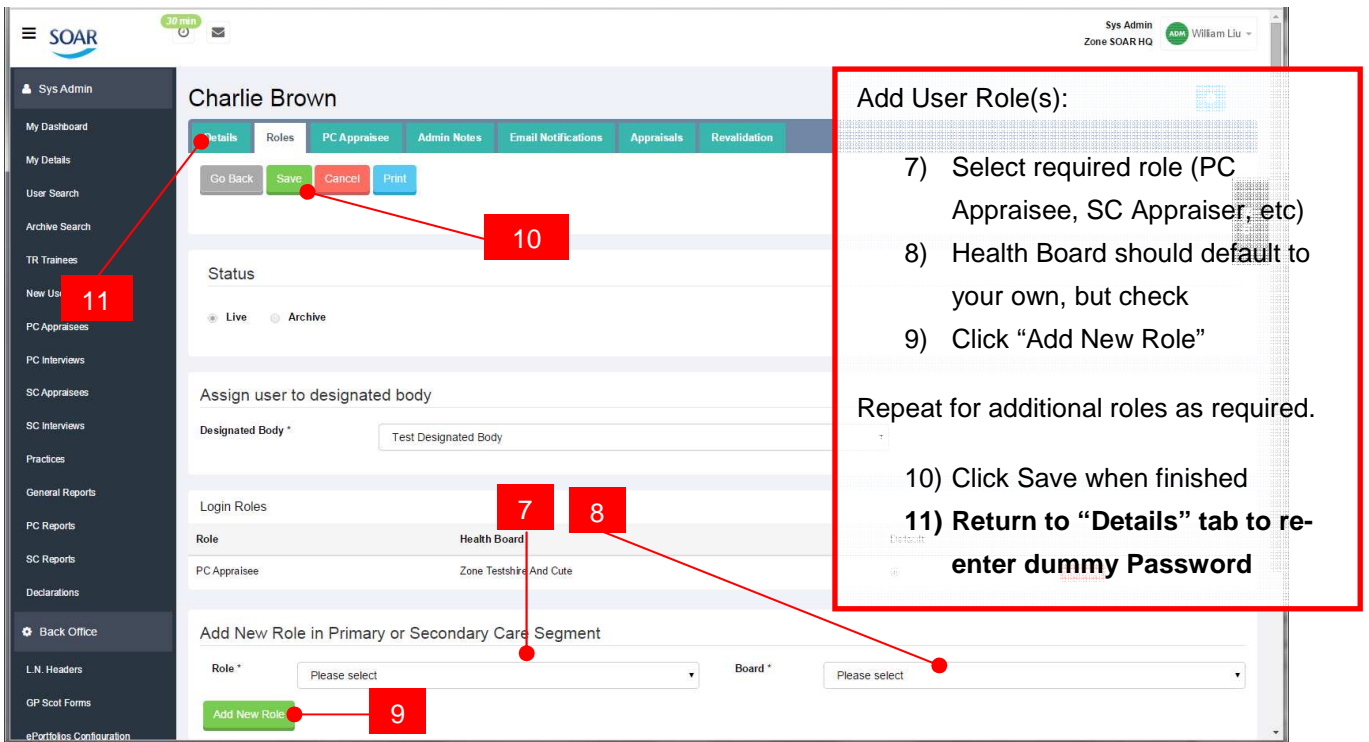 30 min
SOAR
Sys Admin
Zone SOAR HQ
ADM William Liu
Sys Admin
My Dashboard
My Details
User Search
Archive Search
TR Trainees
New Use
PC Appraisees
PC Interviews
SC Appraisees
SC Interviews
Practices
General Reports
PC Reports
SC Reports
Declarations
Back Office
L.N. Headers
GP Scot Forms
ePortfolios Configuration
Charlie Brown
Details Roles PC Appraisee Admin Notes Email Notifications Appraisals Revalidation
Go Back Save Cancel Print
10
11
Status
Live Archive
Assign user to designated body
Designated Body * Test Designated Body
Login Roles
7
8
Role Health Board Default
PC Appraisee Zone Testshire And Cute
Add New Role in Primary or Secondary Care Segment
Role * Please select Board * Please select
Add New Role
9
Add User Role(s):
7) Select required role (PC
Appraisee, SC Appraiser, etc)
8) Health Board should default to
your own, but check
9) Click “Add New Role”
Repeat for additional roles as required.
10) Click Save when finished
11) Return to “Details” tab to re-
enter dummy Password